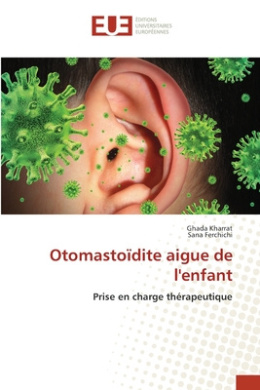 EUE
ÉDITIONS
UNIVERSITAIRES
EUROPÉENNES
Ghada Kharrat
Sana Ferchichi
Otomastoïdite aigue de
l'enfant
Prise en charge thérapeutique